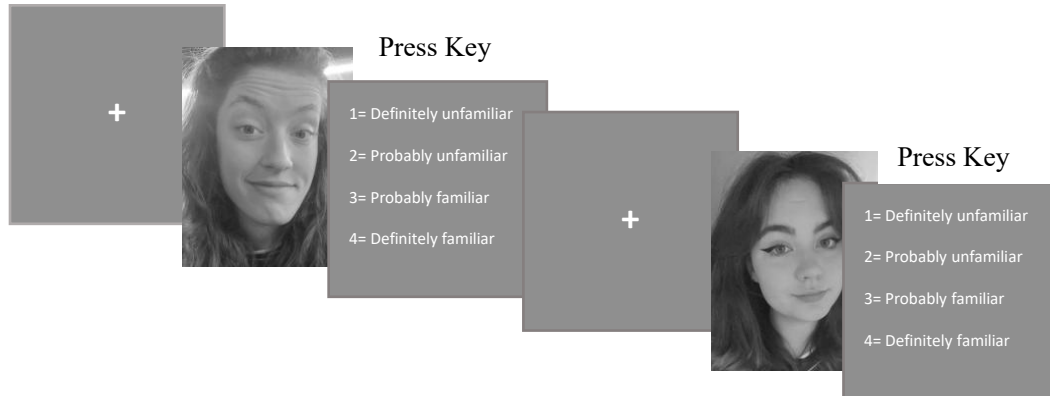 Press Key
1= Definitely unfamiliar
2= Probably unfamiliar
3= Probably familiar
4= Definitely familiar
Press Key
1= Definitely unfamiliar
2= Probably unfamiliar
3= Probably familiar
4= Definitely familiar